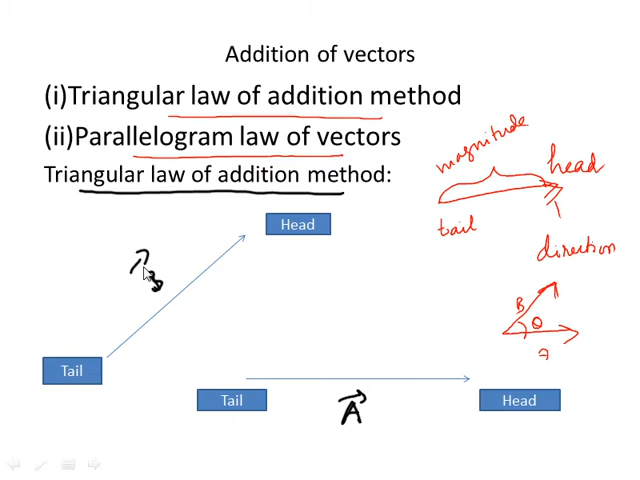 Addition of vectors
(i)Triangular law of addition method
(ii)Parallelogram law of vectors
Triangular law of addition method:
magnitude
head
tail
direction
Head
B
B
θ
Tail
Tail
A
Head